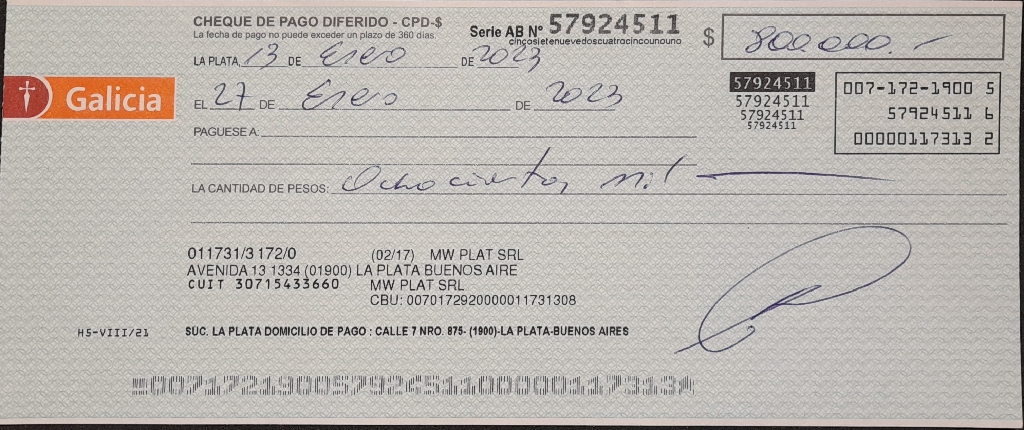 CHEQUE DE PAGO DIFERIDO - CPD-$
La fecha de pago no puede exceder un plazo de 360 días.
Serie AB Nº 57924511
cincosietenuevedoscuatrocincounouno
$ 800.000.-
LA PLATA, 13 DE Enero DE 2023
Galicia
EL 27 DE Enero DE 2023
57924511
57924511
57924511
57924511
007-172-1900 5
57924511 6
00000117313 2
PAGUESE A:
LA CANTIDAD DE PESOS: Ochocientos mil
011731/3 172/0 (02/17) MW PLAT SRL
AVENIDA 13 1334 (01900) LA PLATA BUENOS AIRE
CUIT 30715433660 MW PLAT SRL
CBU: 0070172920000011731308
HS-VIII/21
SUC. LA PLATA DOMICILIO DE PAGO : CALLE 7 NRO. 875- (1900)-LA PLATA-BUENOS AIRES